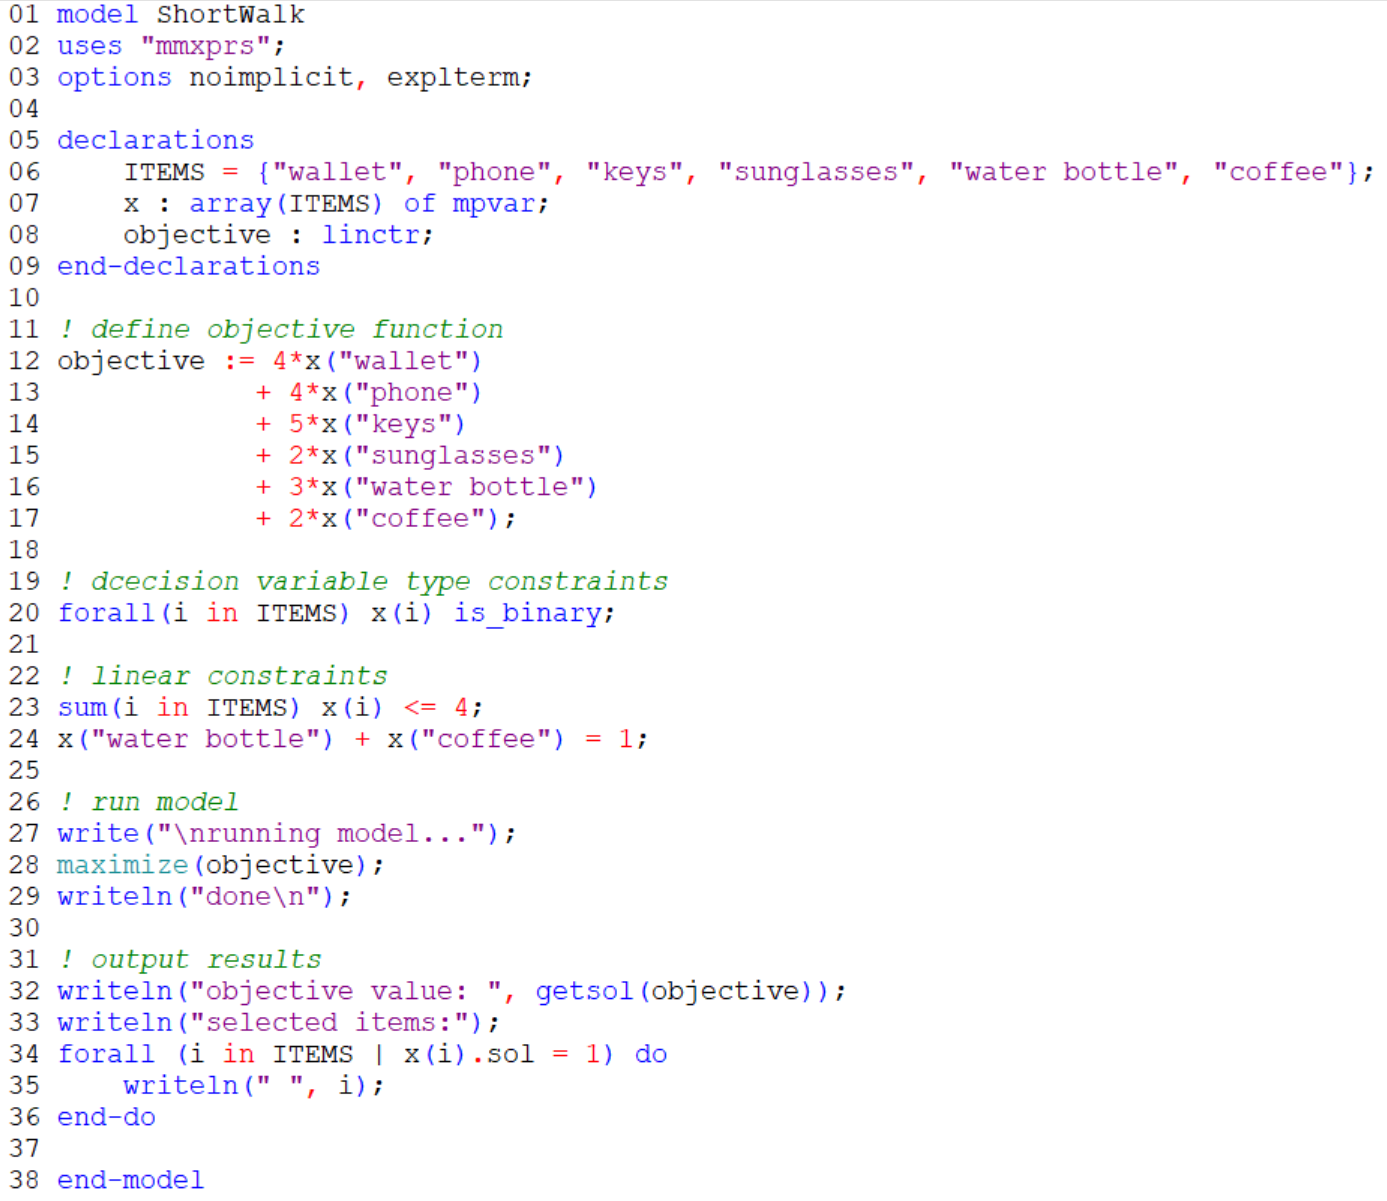 01 model ShortWalk
02 uses "mmxprs";
03 options noimplicit, explterm;
04
05 declarations
06     ITEMS = {"wallet", "phone", "keys", "sunglasses", "water bottle", "coffee"};
07     x : array(ITEMS) of mpvar;
08     objective : linctr;
09 end-declarations
10
11 ! define objective function
12 objective := 4*x("wallet")
13             + 4*x("phone")
14             + 5*x("keys")
15             + 2*x("sunglasses")
16             + 3*x("water bottle")
17             + 2*x("coffee");
18
19 ! dcecision variable type constraints
20 forall(i in ITEMS) x(i) is_binary;
21
22 ! linear constraints
23 sum(i in ITEMS) x(i) <= 4;
24 x("water bottle") + x("coffee") = 1;
25
26 ! run model
27 write("\nrunning model...");
28 maximize(objective);
29 writeln("done\n");
30
31 ! output results
32 writeln("objective value: ", getsol(objective));
33 writeln("selected items:");
34 forall (i in ITEMS | x(i).sol = 1) do
35     writeln(" ", i);
36 end-do
37
38 end-model